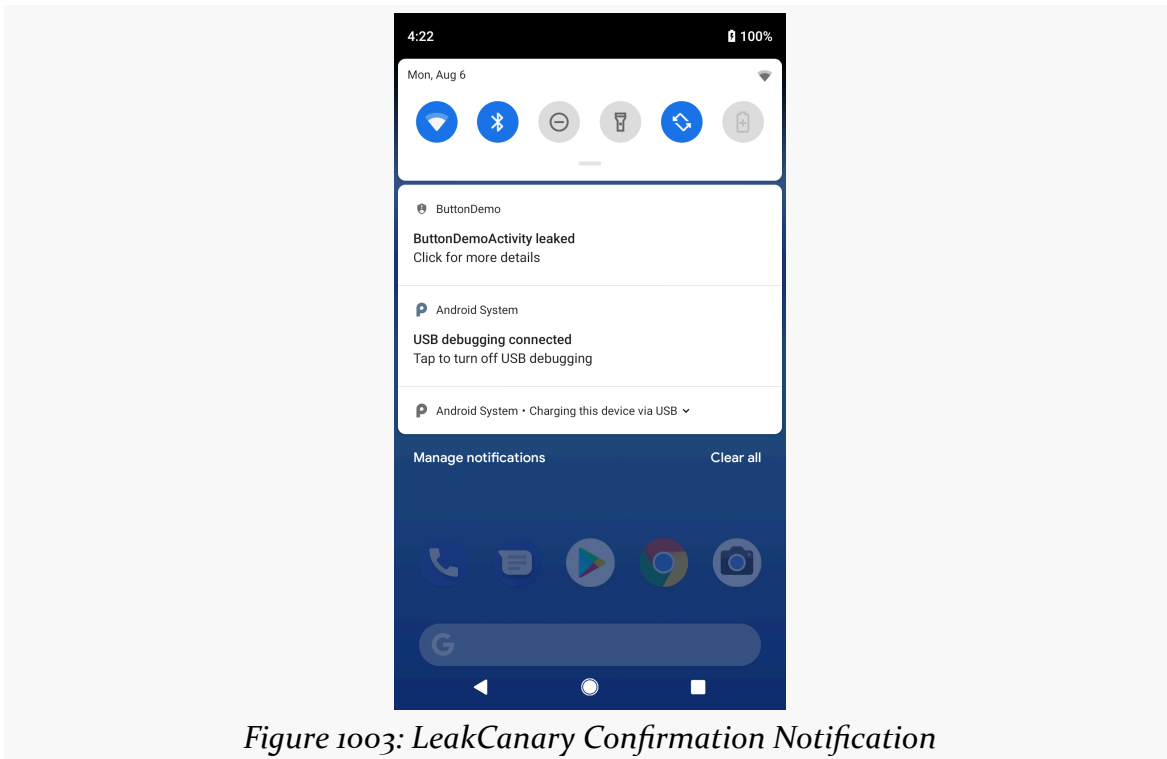 4:22 100%
Mon, Aug 6
ButtonDemo
ButtonDemoActivity leaked
Click for more details
Android System
USB debugging connected
Tap to turn off USB debugging
Android System • Charging this device via USB
Manage notifications Clear all
G
Figure 1003: LeakCanary Confirmation Notification